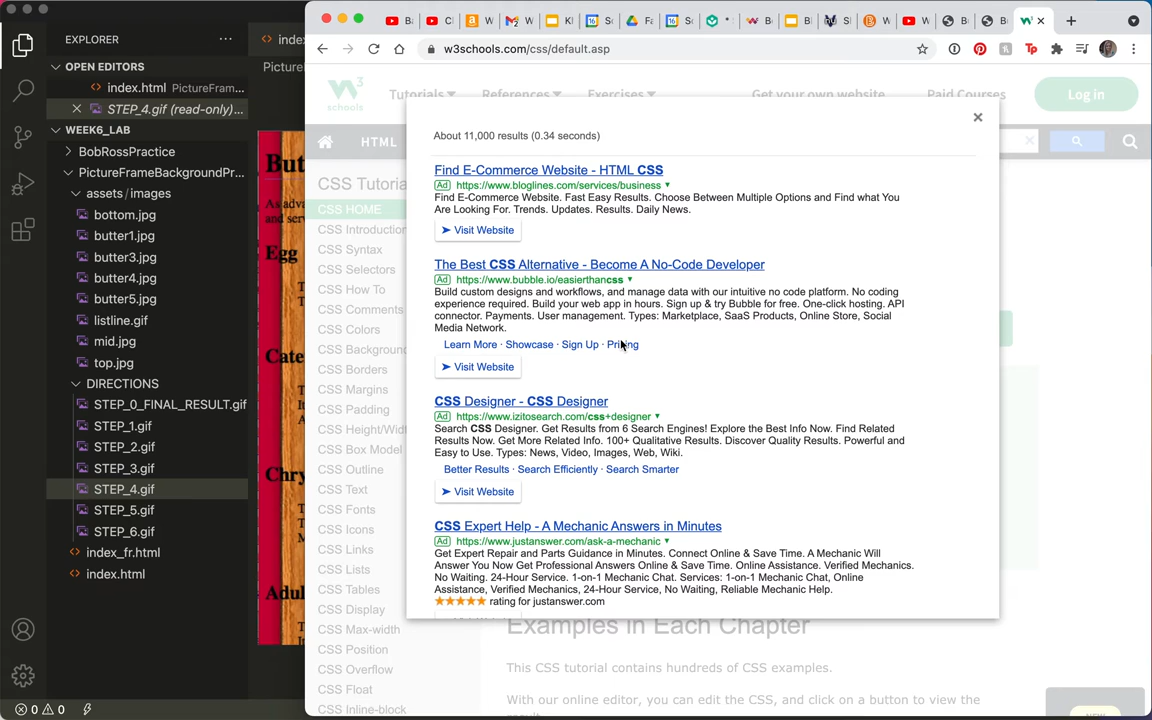 EXPLORER
OPEN EDITORS
index.html PictureFram...
STEP_4.gif (read-only)...
WEEK6_LAB
BobRossPractice
PictureFrameBackgroundPr...
assets/images
bottom.jpg
butter1.jpg
butter3.jpg
butter4.jpg
butter5.jpg
listline.gif
mid.jpg
top.jpg
DIRECTIONS
STEP_0_FINAL_RESULT.gif
STEP_1.gif
STEP_2.gif
STEP_3.gif
STEP_4.gif
STEP_5.gif
STEP_6.gif
index_fr.html
index.html
0 0
index
PictureF
But
As adva
and serv
Egg
Cate
Chry
Adul
w3schools.com/css/default.asp
schools
Tutorials
References
Exercises
Get your own website
Paid Courses
Log in
HTML
CSS Tutoria
CSS HOME
CSS Introduction
CSS Syntax
CSS Selectors
CSS How To
CSS Comments
CSS Colors
CSS Background
CSS Borders
CSS Margins
CSS Padding
CSS Height/Widt
CSS Box Model
CSS Outline
CSS Text
CSS Fonts
CSS Icons
CSS Links
CSS Lists
CSS Tables
CSS Display
CSS Max-width
CSS Position
CSS Overflow
CSS Float
CSS Inline-block
About 11,000 results (0.34 seconds)
Find E-Commerce Website - HTML CSS
Ad https://www.bloglines.com/services/business
Find E-Commerce Website. Fast Easy Results. Choose Between Multiple Options and Find what You
Are Looking For. Trends. Updates. Results. Daily News.
Visit Website
The Best CSS Alternative - Become A No-Code Developer
Ad https://www.bubble.io/easierthancss
Build custom designs and workflows, and manage data with our intuitive no code platform. No coding
experience required. Build your web app in hours. Sign up & try Bubble for free. One-click hosting. API
connector. Payments. User management. Types: Marketplace, SaaS Products, Online Store, Social
Media Network.
Learn More · Showcase · Sign Up · Pricing
Visit Website
CSS Designer - CSS Designer
Ad https://www.izitosearch.com/css+designer
Search CSS Designer. Get Results from 6 Search Engines! Explore the Best Info Now. Find Related
Results Now. Get More Related Info. 100+ Qualitative Results. Discover Quality Results. Powerful and
Easy to Use. Types: News, Video, Images, Web, Wiki.
Better Results · Search Efficiently · Search Smarter
Visit Website
CSS Expert Help - A Mechanic Answers in Minutes
Ad https://www.justanswer.com/ask-a-mechanic
Get Expert Repair and Parts Guidance in Minutes. Connect Online & Save Time. A Mechanic Will
Answer You Now Get Professional Answers Online & Save Time. Online Assistance. Verified Mechanics.
No Waiting. 24-Hour Service. 1-on-1 Mechanic Chat. Services: 1-on-1 Mechanic Chat, Online
Assistance, Verified Mechanics, 24-Hour Service, No Waiting, Reliable Mechanic Help.
rating for justanswer.com
Examples in Each Chapter
This CSS tutorial contains hundreds of CSS examples.
With our online editor, you can edit the CSS, and click on a button to view the